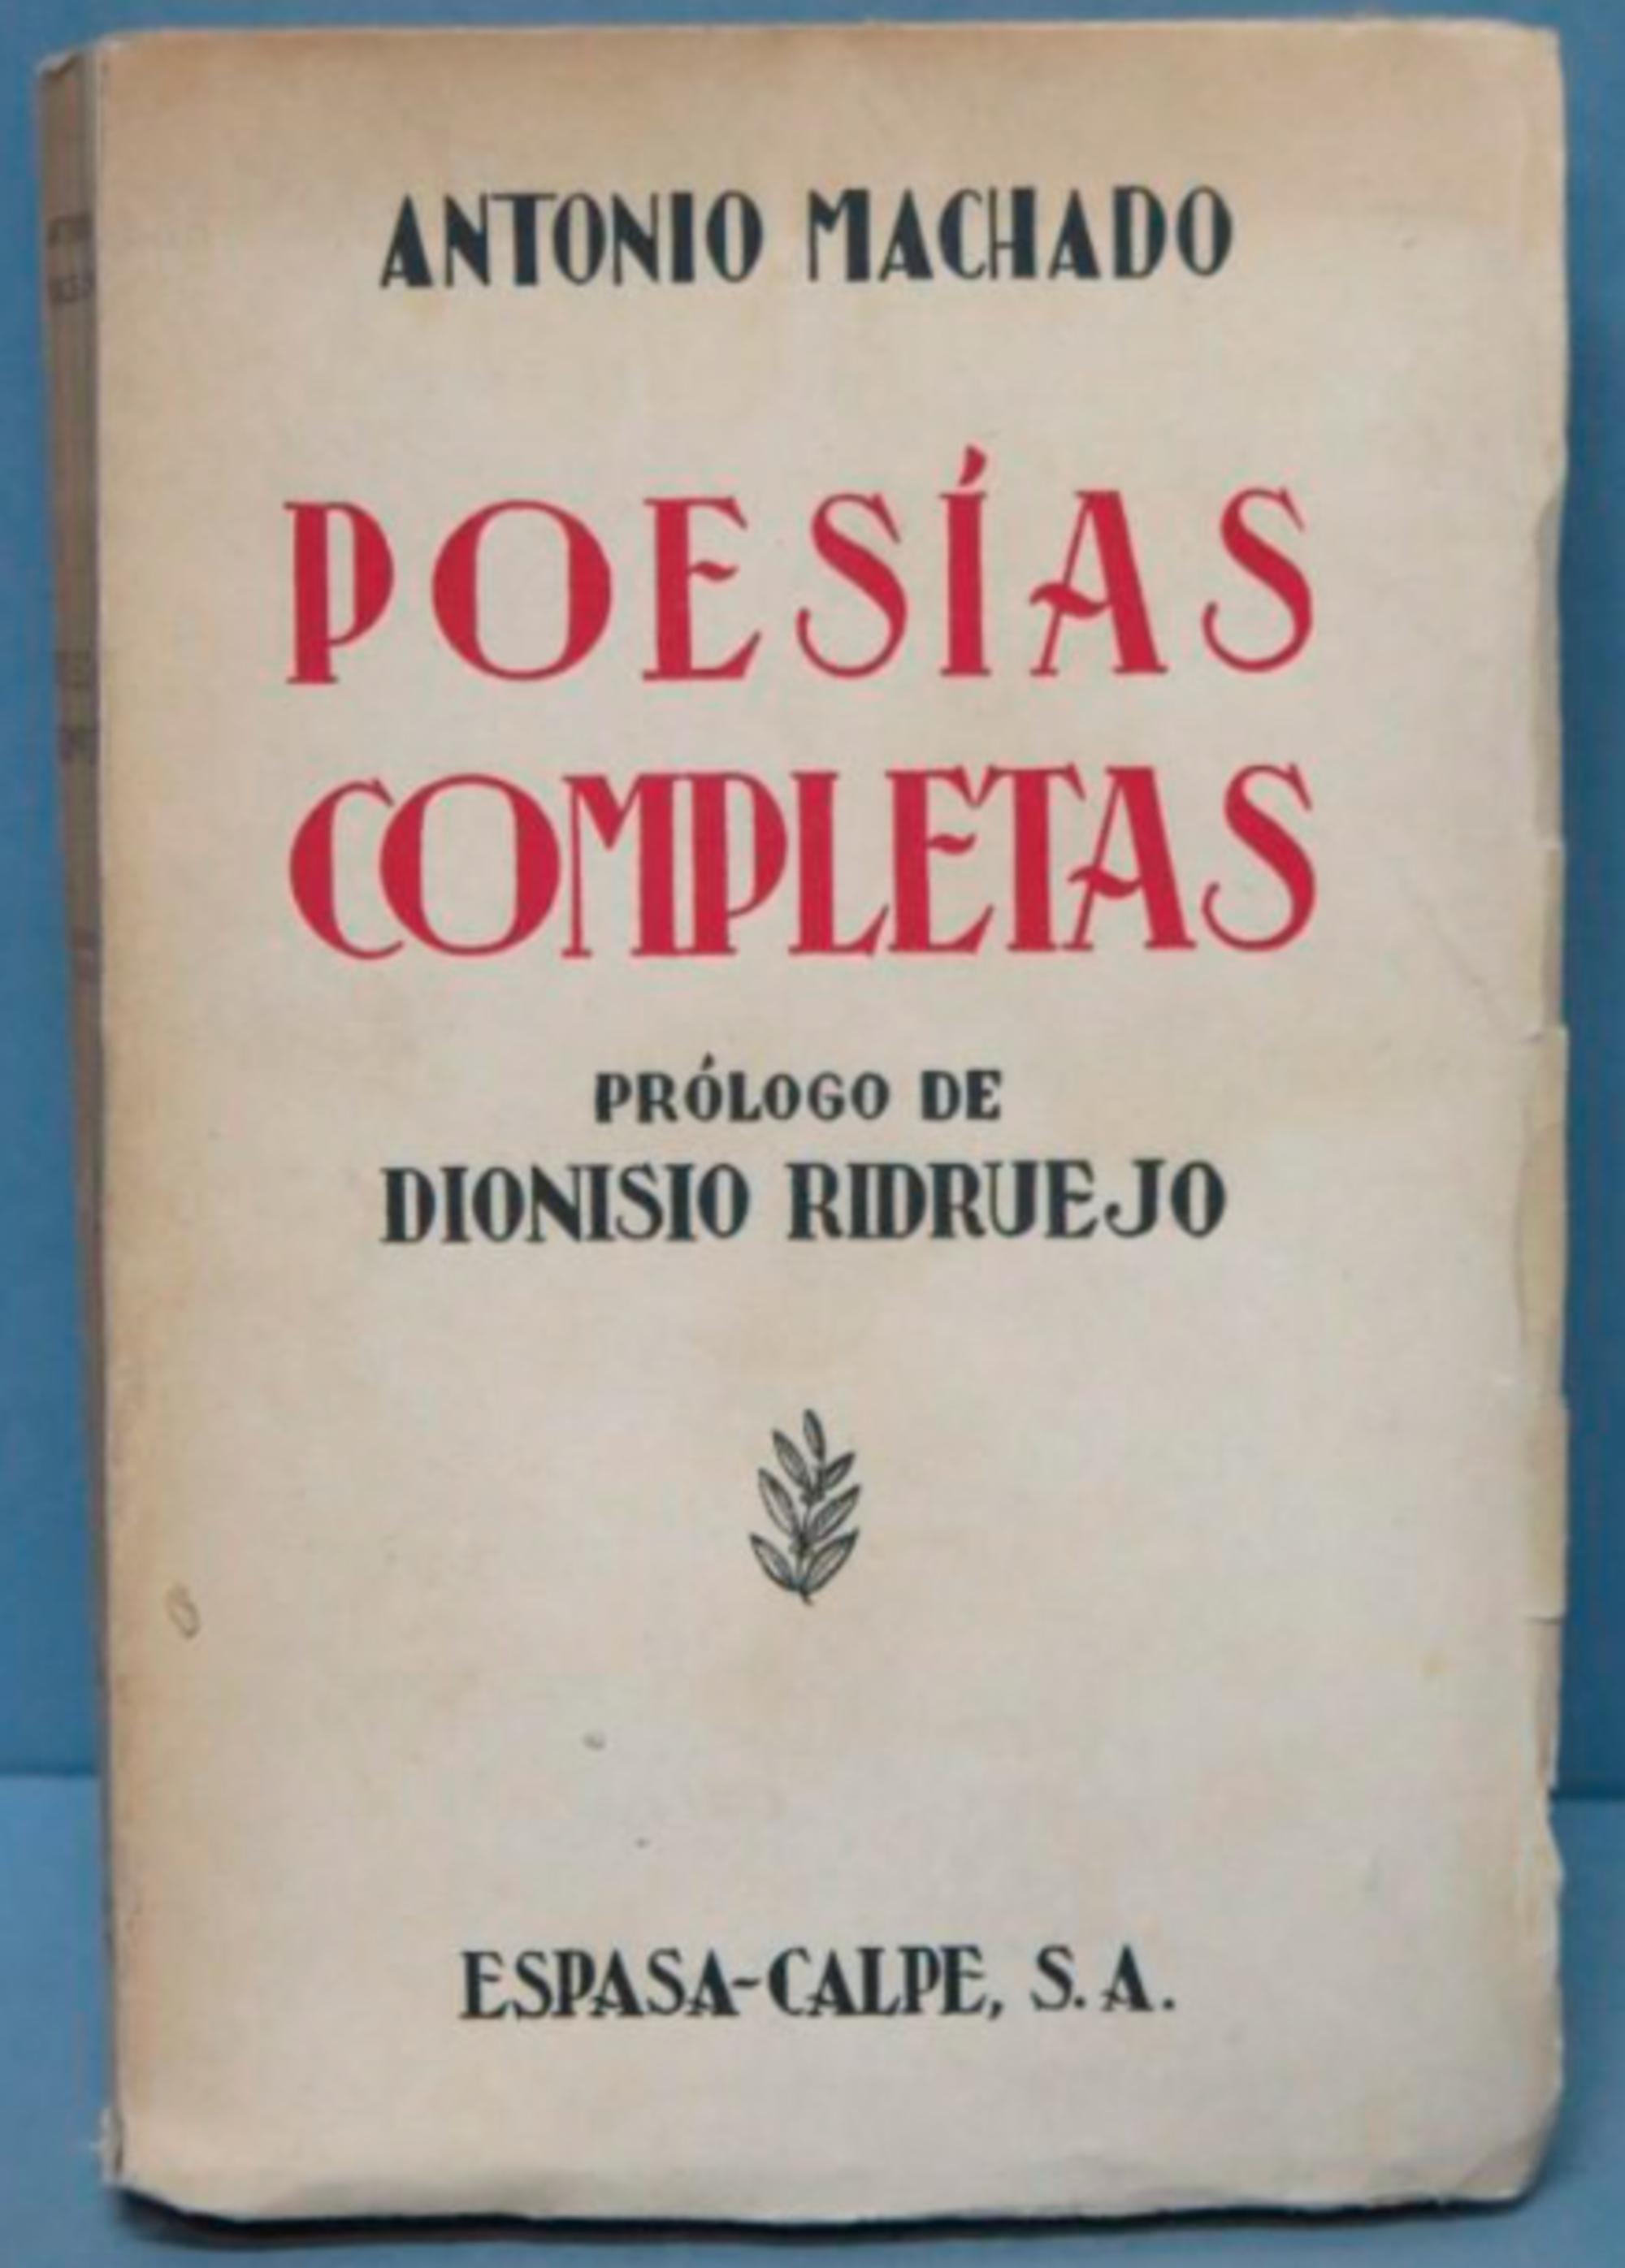 ANTONIO MACHADO
POESÍAS
COMPLETAS
PRÓLOGO DE
DIONISIO RIDRUEJO
ESPASA-CALPE, S. A.